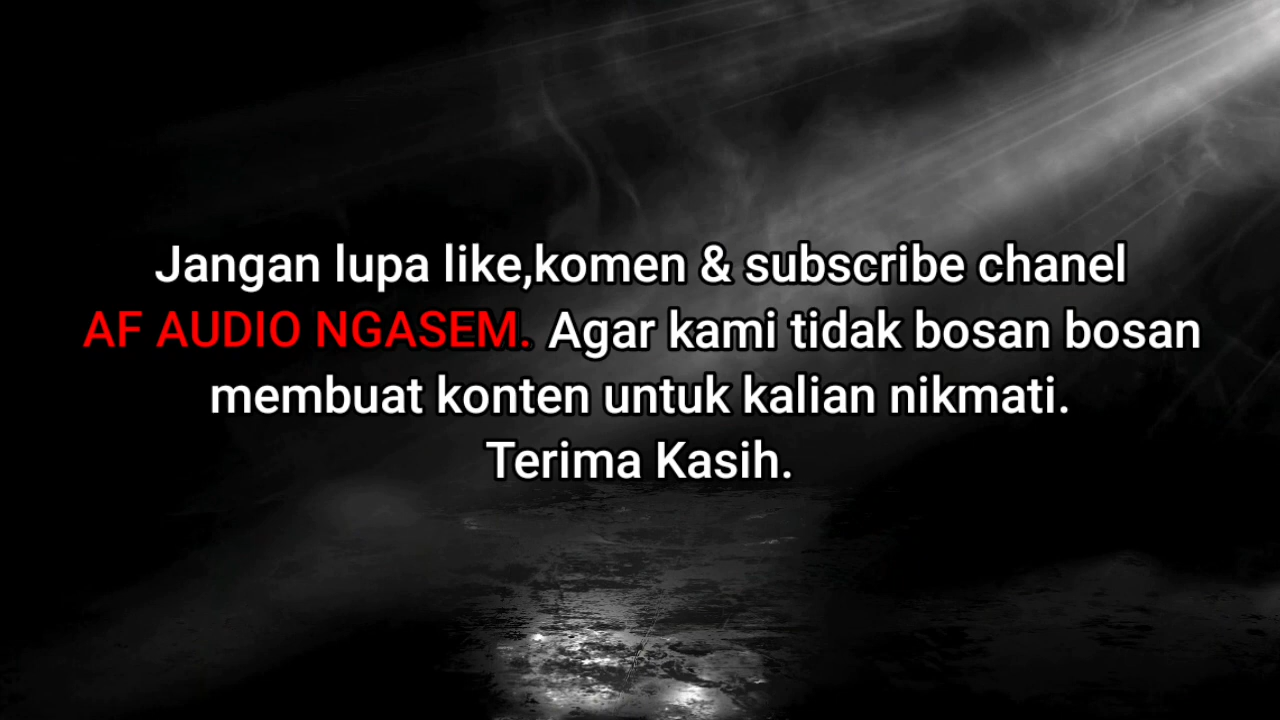 Jangan lupa like,komen & subscribe chanel
AF AUDIO NGASEM. Agar kami tidak bosan bosan
membuat konten untuk kalian nikmati.
Terima Kasih.